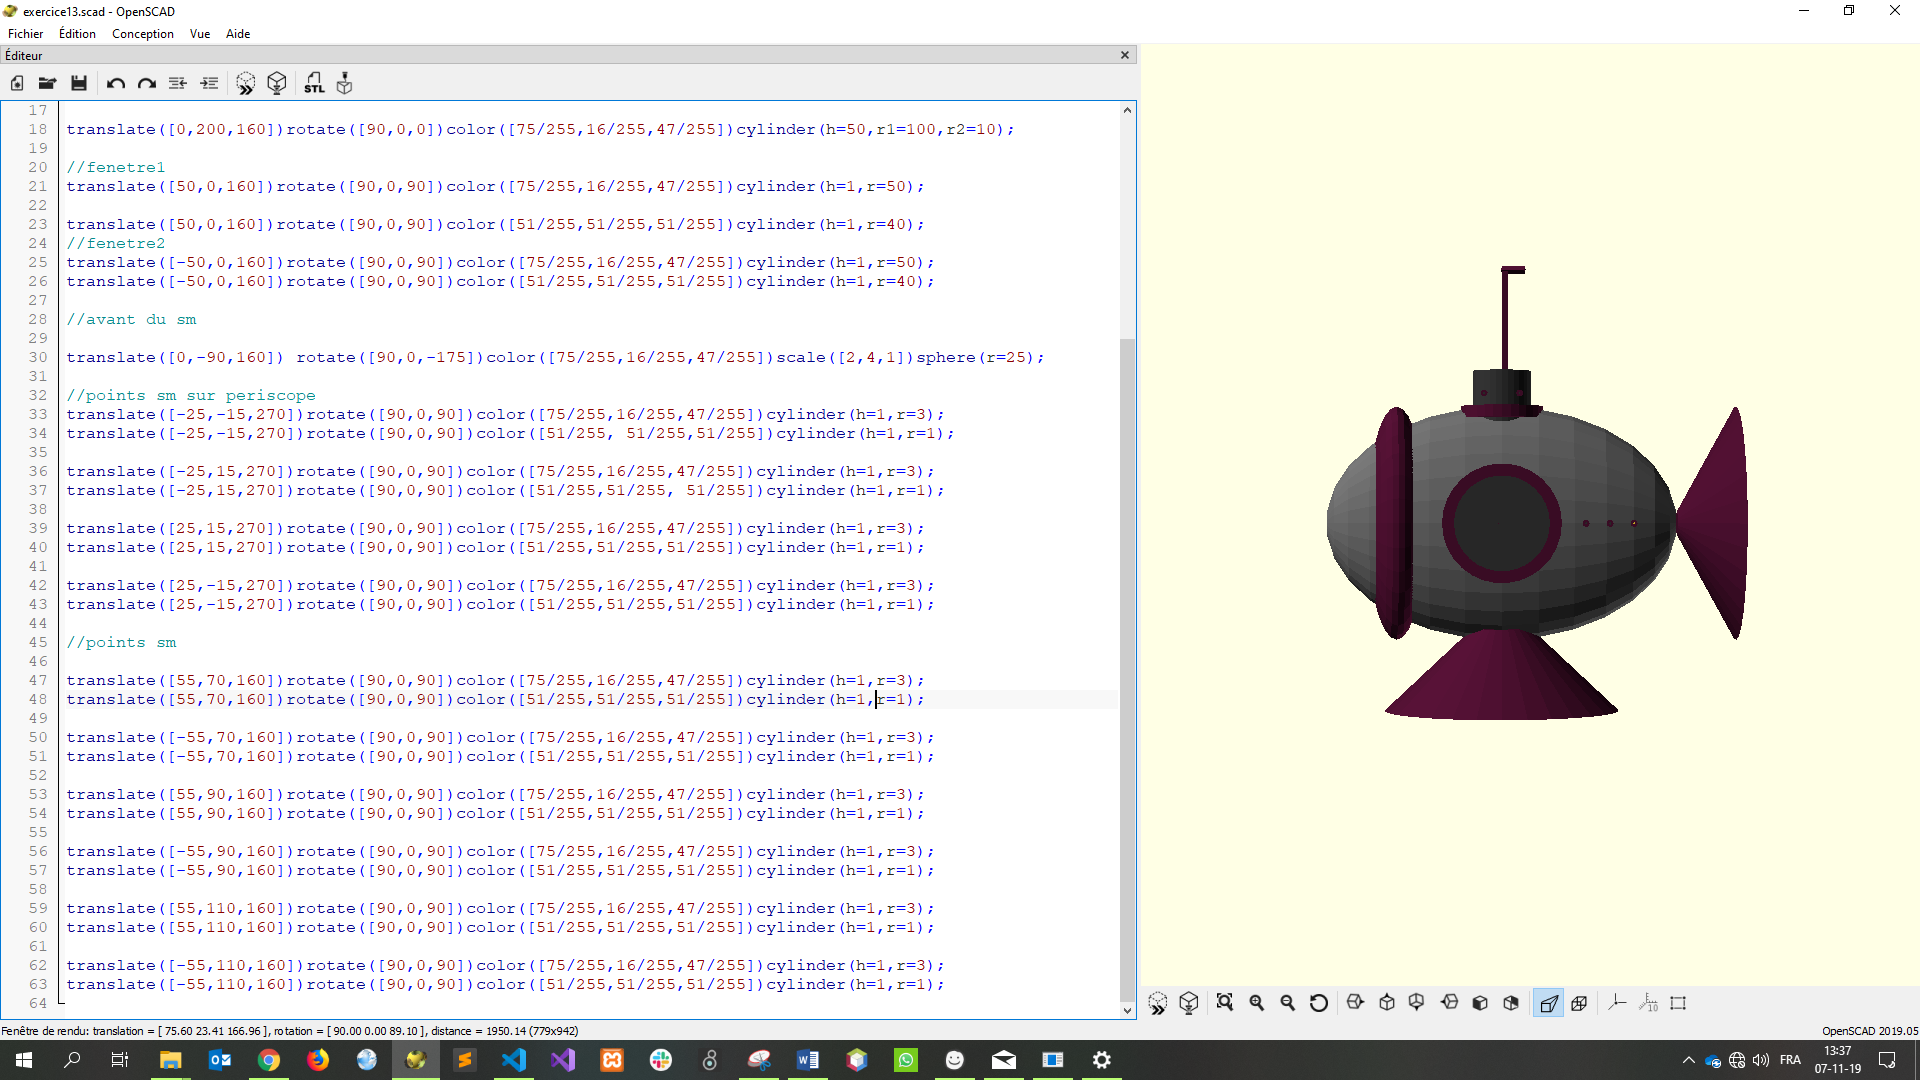 exercice13.scad - OpenSCAD
Fichier Édition Conception Vue Aide
Éditeur
STL
17
18 translate([0,200,160])rotate([90,0,0])color([75/255,16/255,47/255])cylinder(h=50,r1=100,r2=10);
19
20 //fenetre1
21 translate([50,0,160])rotate([90,0,90])color([75/255,16/255,47/255])cylinder(h=1,r=50);
22
23 translate([50,0,160])rotate([90,0,90])color([51/255,51/255,51/255])cylinder(h=1,r=40);
24 //fenetre2
25 translate([-50,0,160])rotate([90,0,90])color([75/255,16/255,47/255])cylinder(h=1,r=50);
26 translate([-50,0,160])rotate([90,0,90])color([51/255,51/255,51/255])cylinder(h=1,r=40);
27
28 //avant du sm
29
30 translate([0,-90,160]) rotate([90,0,-175])color([75/255,16/255,47/255])scale([2,4,1])sphere(r=25);
31
32 //points sm sur periscope
33 translate([-25,-15,270])rotate([90,0,90])color([75/255,16/255,47/255])cylinder(h=1,r=3);
34 translate([-25,-15,270])rotate([90,0,90])color([51/255, 51/255,51/255])cylinder(h=1,r=1);
35
36 translate([-25,15,270])rotate([90,0,90])color([75/255,16/255,47/255])cylinder(h=1,r=3);
37 translate([-25,15,270])rotate([90,0,90])color([51/255,51/255, 51/255])cylinder(h=1,r=1);
38
39 translate([25,15,270])rotate([90,0,90])color([75/255,16/255,47/255])cylinder(h=1,r=3);
40 translate([25,15,270])rotate([90,0,90])color([51/255,51/255,51/255])cylinder(h=1,r=1);
41
42 translate([25,-15,270])rotate([90,0,90])color([75/255,16/255,47/255])cylinder(h=1,r=3);
43 translate([25,-15,270])rotate([90,0,90])color([51/255,51/255,51/255])cylinder(h=1,r=1);
44
45 //points sm
46
47 translate([55,70,160])rotate([90,0,90])color([75/255,16/255,47/255])cylinder(h=1,r=3);
48 translate([55,70,160])rotate([90,0,90])color([51/255,51/255,51/255])cylinder(h=1,r=1);
49
50 translate([-55,70,160])rotate([90,0,90])color([75/255,16/255,47/255])cylinder(h=1,r=3);
51 translate([-55,70,160])rotate([90,0,90])color([51/255,51/255,51/255])cylinder(h=1,r=1);
52
53 translate([55,90,160])rotate([90,0,90])color([75/255,16/255,47/255])cylinder(h=1,r=3);
54 translate([55,90,160])rotate([90,0,90])color([51/255,51/255,51/255])cylinder(h=1,r=1);
55
56 translate([-55,90,160])rotate([90,0,90])color([75/255,16/255,47/255])cylinder(h=1,r=3);
57 translate([-55,90,160])rotate([90,0,90])color([51/255,51/255,51/255])cylinder(h=1,r=1);
58
59 translate([55,110,160])rotate([90,0,90])color([75/255,16/255,47/255])cylinder(h=1,r=3);
60 translate([55,110,160])rotate([90,0,90])color([51/255,51/255,51/255])cylinder(h=1,r=1);
61
62 translate([-55,110,160])rotate([90,0,90])color([75/255,16/255,47/255])cylinder(h=1,r=3);
63 translate([-55,110,160])rotate([90,0,90])color([51/255,51/255,51/255])cylinder(h=1,r=1);
64
10
Fenêtre de rendu: translation = [ 75.60 23.41 166.96 ], rotation = [ 90.00 0.00 89.10 ], distance = 1950.14 (779x942)
OpenSCAD 2019.05
FRA
13:37
07-11-19